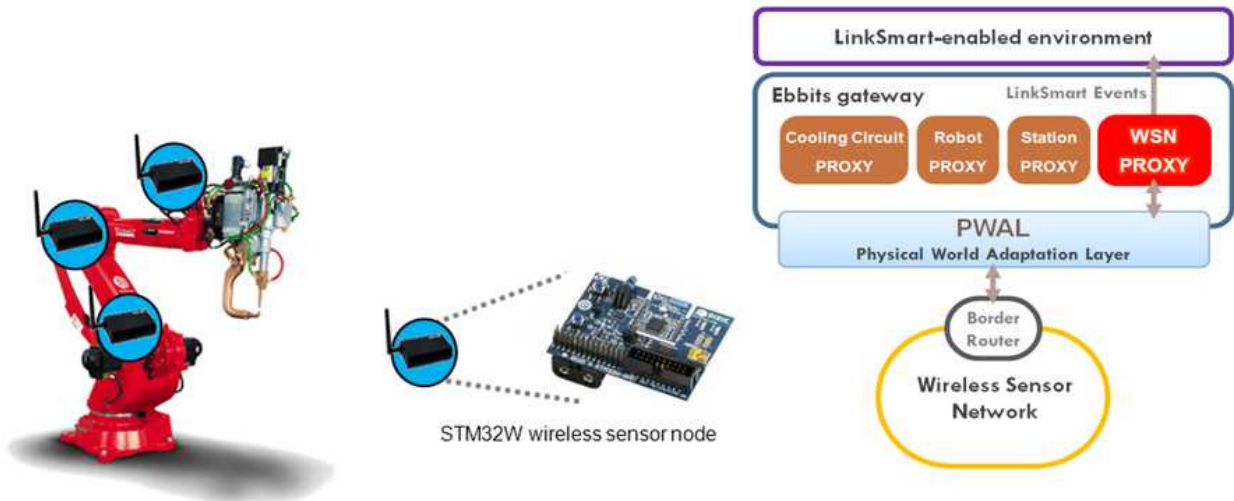 LinkSmart-enabled environment
Ebbits gateway
LinkSmart Events
Cooling Circuit
PROXY
Robot
PROXY
Station
PROXY
WSN
PROXY
PWAL
Physical World Adaptation Layer
Border
Router
Wireless Sensor
Network
STM32W wireless sensor node